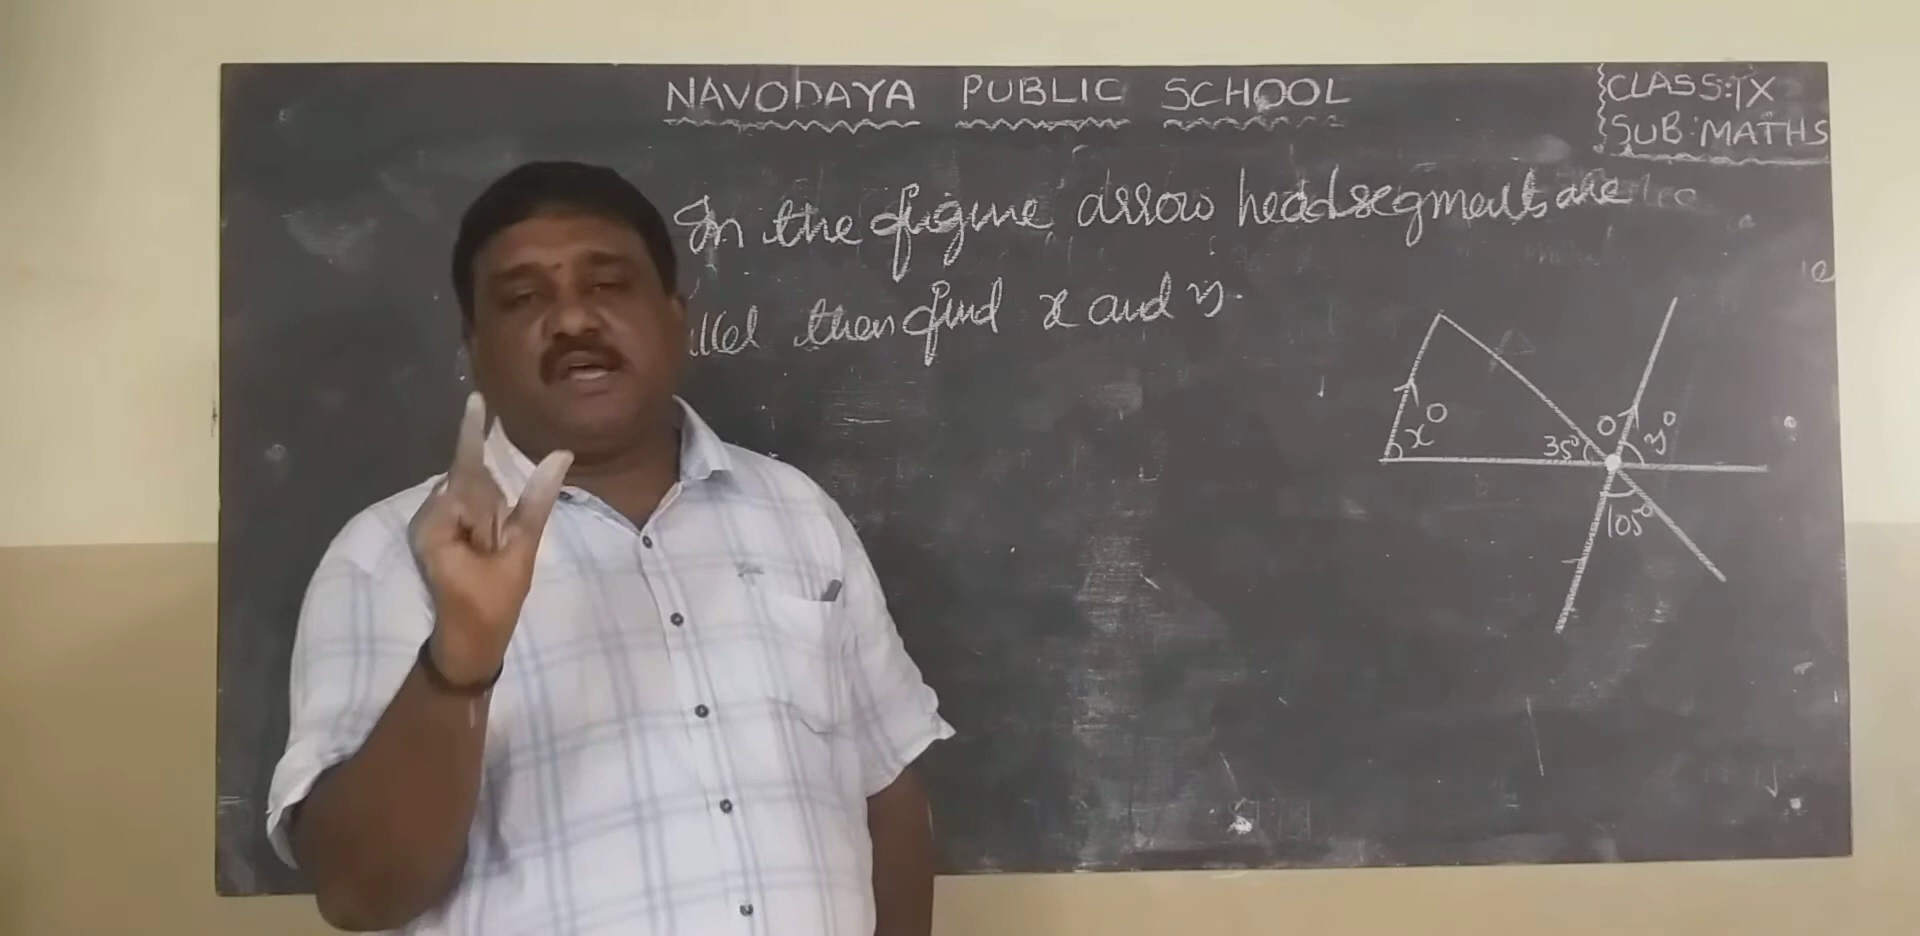 NAVODAYA PUBLIC SCHOOL
CLASS: IX
SUB: MATHS
In the figure arrow head segments are
llel then find x and y.
x°
35°
O
y°
105°